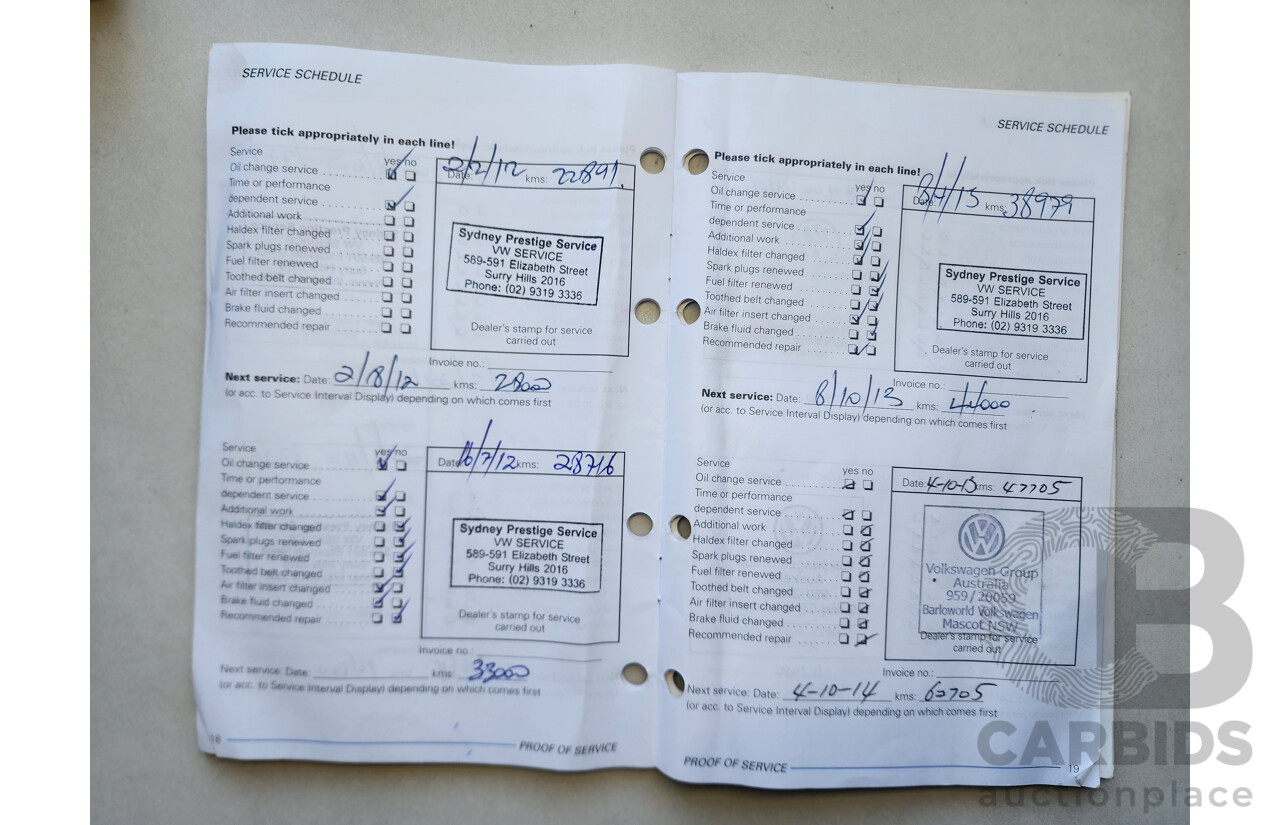 SERVICE SCHEDULE
Please tick appropriately in each line!
Service
yes no
Oil change service
Time or performance
dependent service
Additional work
Haldex filter changed
Spark plugs renewed
Fuel filter renewed
Toothed belt changed
Air filter insert changed
Brake fluid changed
Recommended repair
Date: 2/2/12 kms: 22891
Sydney Prestige Service
VW SERVICE
589-591 Elizabeth Street
Surry Hills 2016
Phone: (02) 9319 3336
Dealer's stamp for service
carried out
Invoice no.:
Next service: Date: 2/8/12 kms: 28000
(or acc. to Service Interval Display) depending on which comes first
Service
yes no
Oil change service
Time or performance
dependent service
Additional work
Haldex filter changed
Spark plugs renewed
Fuel filter renewed
Toothed belt changed
Air filter insert changed
Brake fluid changed
Recommended repair
Date: 16/7/12 kms: 28716
Sydney Prestige Service
VW SERVICE
589-591 Elizabeth Street
Surry Hills 2016
Phone: (02) 9319 3336
Dealer's stamp for service
carried out
Invoice no.:
Next service: Date: kms: 33000
(or acc. to Service Interval Display) depending on which comes first
PROOF OF SERVICE
SERVICE SCHEDULE
Please tick appropriately in each line!
Service
yes no
Oil change service
Time or performance
dependent service
Additional work
Haldex filter changed
Spark plugs renewed
Fuel filter renewed
Toothed belt changed
Air filter insert changed
Brake fluid changed
Recommended repair
Date: 8/4/13 kms: 38979
Sydney Prestige Service
VW SERVICE
589-591 Elizabeth Street
Surry Hills 2016
Phone: (02) 9319 3336
Dealer's stamp for service
carried out
Invoice no.:
Next service: Date: 8/10/13 kms: 44000
(or acc. to Service Interval Display) depending on which comes first
Service
yes no
Oil change service
Time or performance
dependent service
Additional work
Haldex filter changed
Spark plugs renewed
Fuel filter renewed
Toothed belt changed
Air filter insert changed
Brake fluid changed
Recommended repair
Date: 4-10-13 kms: 47705
Volkswagen Group
Australia
959 / 20059
Barloworld Volkswagen
Mascot NSW
Dealer's stamp for service
carried out
Invoice no.:
Next service: Date: 4-10-14 kms: 62705
(or acc. to Service Interval Display) depending on which comes first
PROOF OF SERVICE
19
CARBIDS
auctionplace